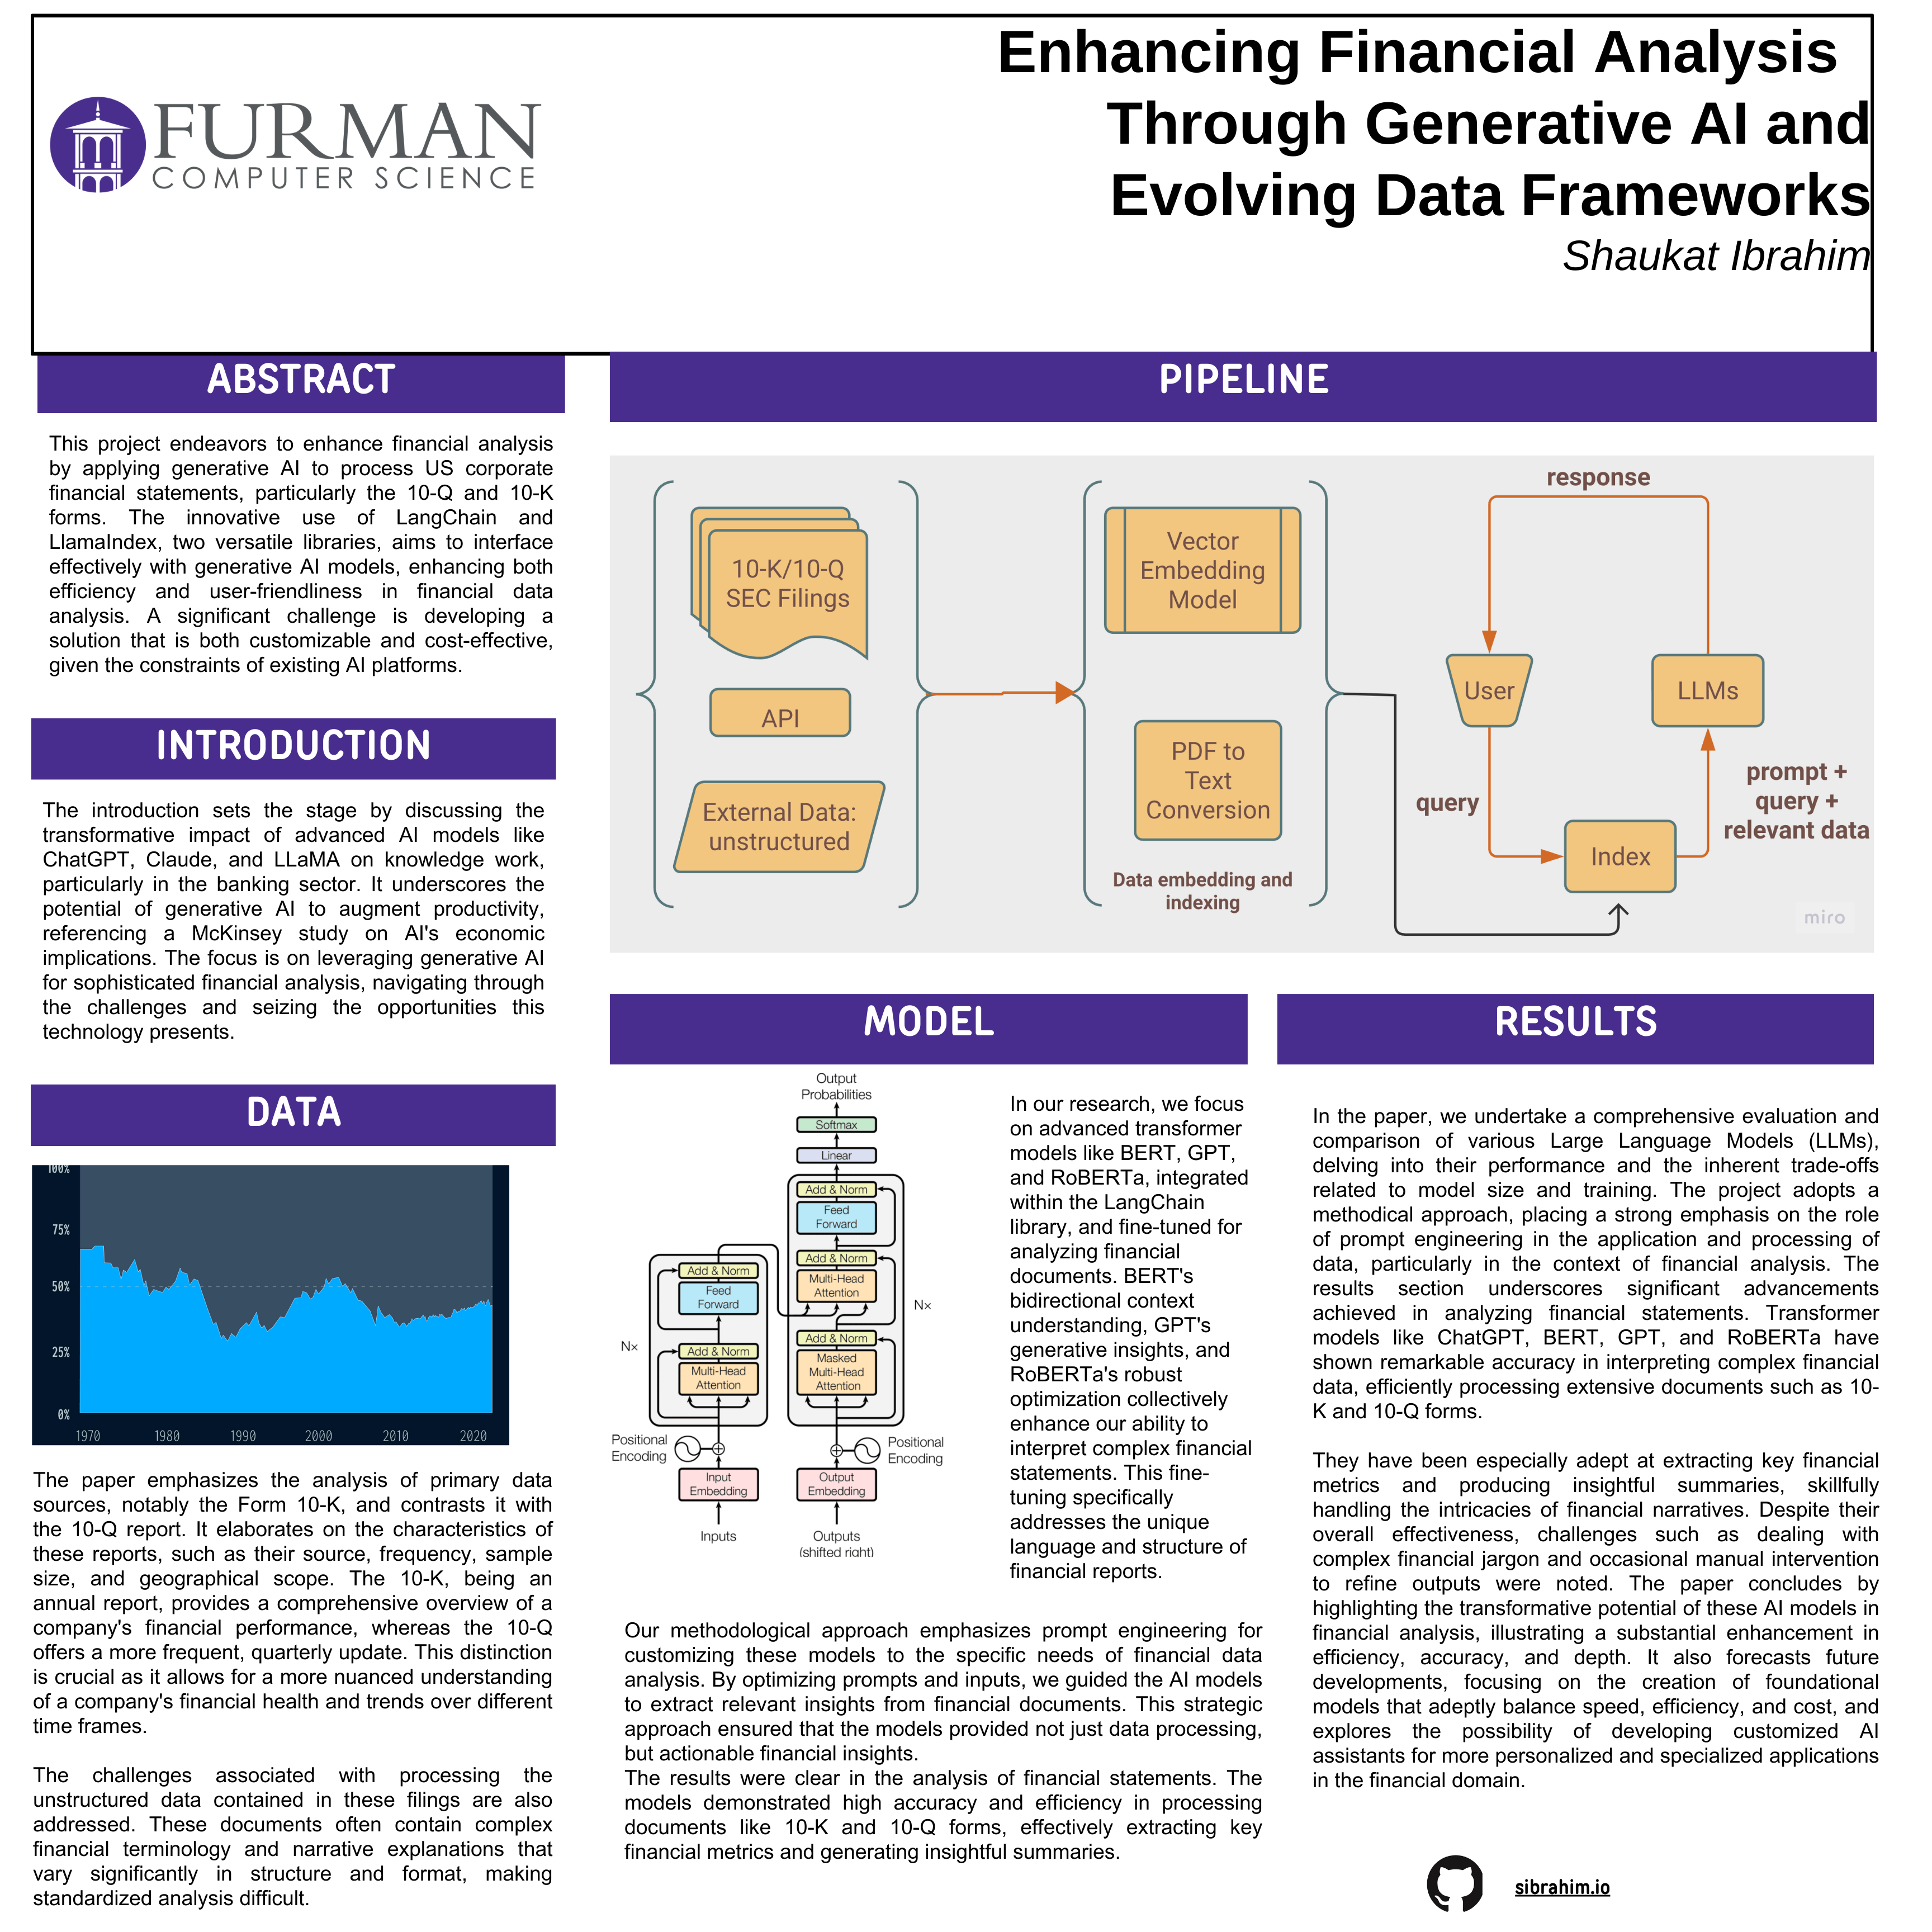 Enhancing Financial Analysis
Through Generative AI and
Evolving Data Frameworks
Shaukat Ibrahim
FURMAN
COMPUTER SCIENCE
ABSTRACT
This project endeavors to enhance financial analysis
by applying generative AI to process US corporate
financial statements, particularly the 10-Q and 10-K
forms. The innovative use of LangChain and
LlamaIndex, two versatile libraries, aims to interface
effectively with generative AI models, enhancing both
efficiency and user-friendliness in financial data
analysis. A significant challenge is developing a
solution that is both customizable and cost-effective,
given the constraints of existing AI platforms.
INTRODUCTION
The introduction sets the stage by discussing the
transformative impact of advanced AI models like
ChatGPT, Claude, and LLaMA on knowledge work,
particularly in the banking sector. It underscores the
potential of generative AI to augment productivity,
referencing a McKinsey study on AI's economic
implications. The focus is on leveraging generative AI
for sophisticated financial analysis, navigating through
the challenges and seizing the opportunities this
technology presents.
DATA
100%
75%
50%
25%
0%
1970 1980 1990 2000 2010 2020
The paper emphasizes the analysis of primary data
sources, notably the Form 10-K, and contrasts it with
the 10-Q report. It elaborates on the characteristics of
these reports, such as their source, frequency, sample
size, and geographical scope. The 10-K, being an
annual report, provides a comprehensive overview of a
company's financial performance, whereas the 10-Q
offers a more frequent, quarterly update. This distinction
is crucial as it allows for a more nuanced understanding
of a company's financial health and trends over different
time frames.
The challenges associated with processing the
unstructured data contained in these filings are also
addressed. These documents often contain complex
financial terminology and narrative explanations that
vary significantly in structure and format, making
standardized analysis difficult.
PIPELINE
10-K/10-Q
SEC Filings
API
External Data:
unstructured
Vector
Embedding
Model
PDF to
Text
Conversion
Data embedding and
indexing
response
User
LLMs
query
prompt +
query +
relevant data
Index
miro
MODEL
Output
Probabilities
Softmax
Linear
Add & Norm
Feed
Forward
Add & Norm
Multi-Head
Attention
Add & Norm
Masked
Multi-Head
Attention
Nx
Add & Norm
Feed
Forward
Add & Norm
Multi-Head
Attention
Nx
Positional
Encoding
Positional
Encoding
Input
Embedding
Output
Embedding
Inputs
Outputs
(shifted right)
In our research, we focus
on advanced transformer
models like BERT, GPT,
and RoBERTa, integrated
within the LangChain
library, and fine-tuned for
analyzing financial
documents. BERT's
bidirectional context
understanding, GPT's
generative insights, and
RoBERTa's robust
optimization collectively
enhance our ability to
interpret complex financial
statements. This fine-
tuning specifically
addresses the unique
language and structure of
financial reports.
Our methodological approach emphasizes prompt engineering for
customizing these models to the specific needs of financial data
analysis. By optimizing prompts and inputs, we guided the AI models
to extract relevant insights from financial documents. This strategic
approach ensured that the models provided not just data processing,
but actionable financial insights.
The results were clear in the analysis of financial statements. The
models demonstrated high accuracy and efficiency in processing
documents like 10-K and 10-Q forms, effectively extracting key
financial metrics and generating insightful summaries.
RESULTS
In the paper, we undertake a comprehensive evaluation and
comparison of various Large Language Models (LLMs),
delving into their performance and the inherent trade-offs
related to model size and training. The project adopts a
methodical approach, placing a strong emphasis on the role
of prompt engineering in the application and processing of
data, particularly in the context of financial analysis. The
results section underscores significant advancements
achieved in analyzing financial statements. Transformer
models like ChatGPT, BERT, GPT, and RoBERTa have
shown remarkable accuracy in interpreting complex financial
data, efficiently processing extensive documents such as 10-
K and 10-Q forms.
They have been especially adept at extracting key financial
metrics and producing insightful summaries, skillfully
handling the intricacies of financial narratives. Despite their
overall effectiveness, challenges such as dealing with
complex financial jargon and occasional manual intervention
to refine outputs were noted. The paper concludes by
highlighting the transformative potential of these AI models in
financial analysis, illustrating a substantial enhancement in
efficiency, accuracy, and depth. It also forecasts future
developments, focusing on the creation of foundational
models that adeptly balance speed, efficiency, and cost, and
explores the possibility of developing customized AI
assistants for more personalized and specialized applications
in the financial domain.
sibrahim.io